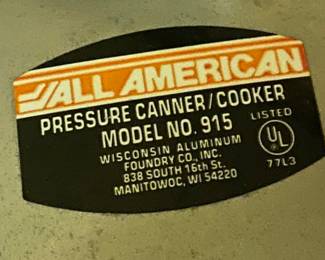 ALL AMERICAN
PRESSURE CANNER/COOKER
MODEL NO. 915
WISCONSIN ALUMINUM
FOUNDRY CO., INC.
838 SOUTH 16th St.
MANITOWOC, WI 54220
LISTED
UL
77L3